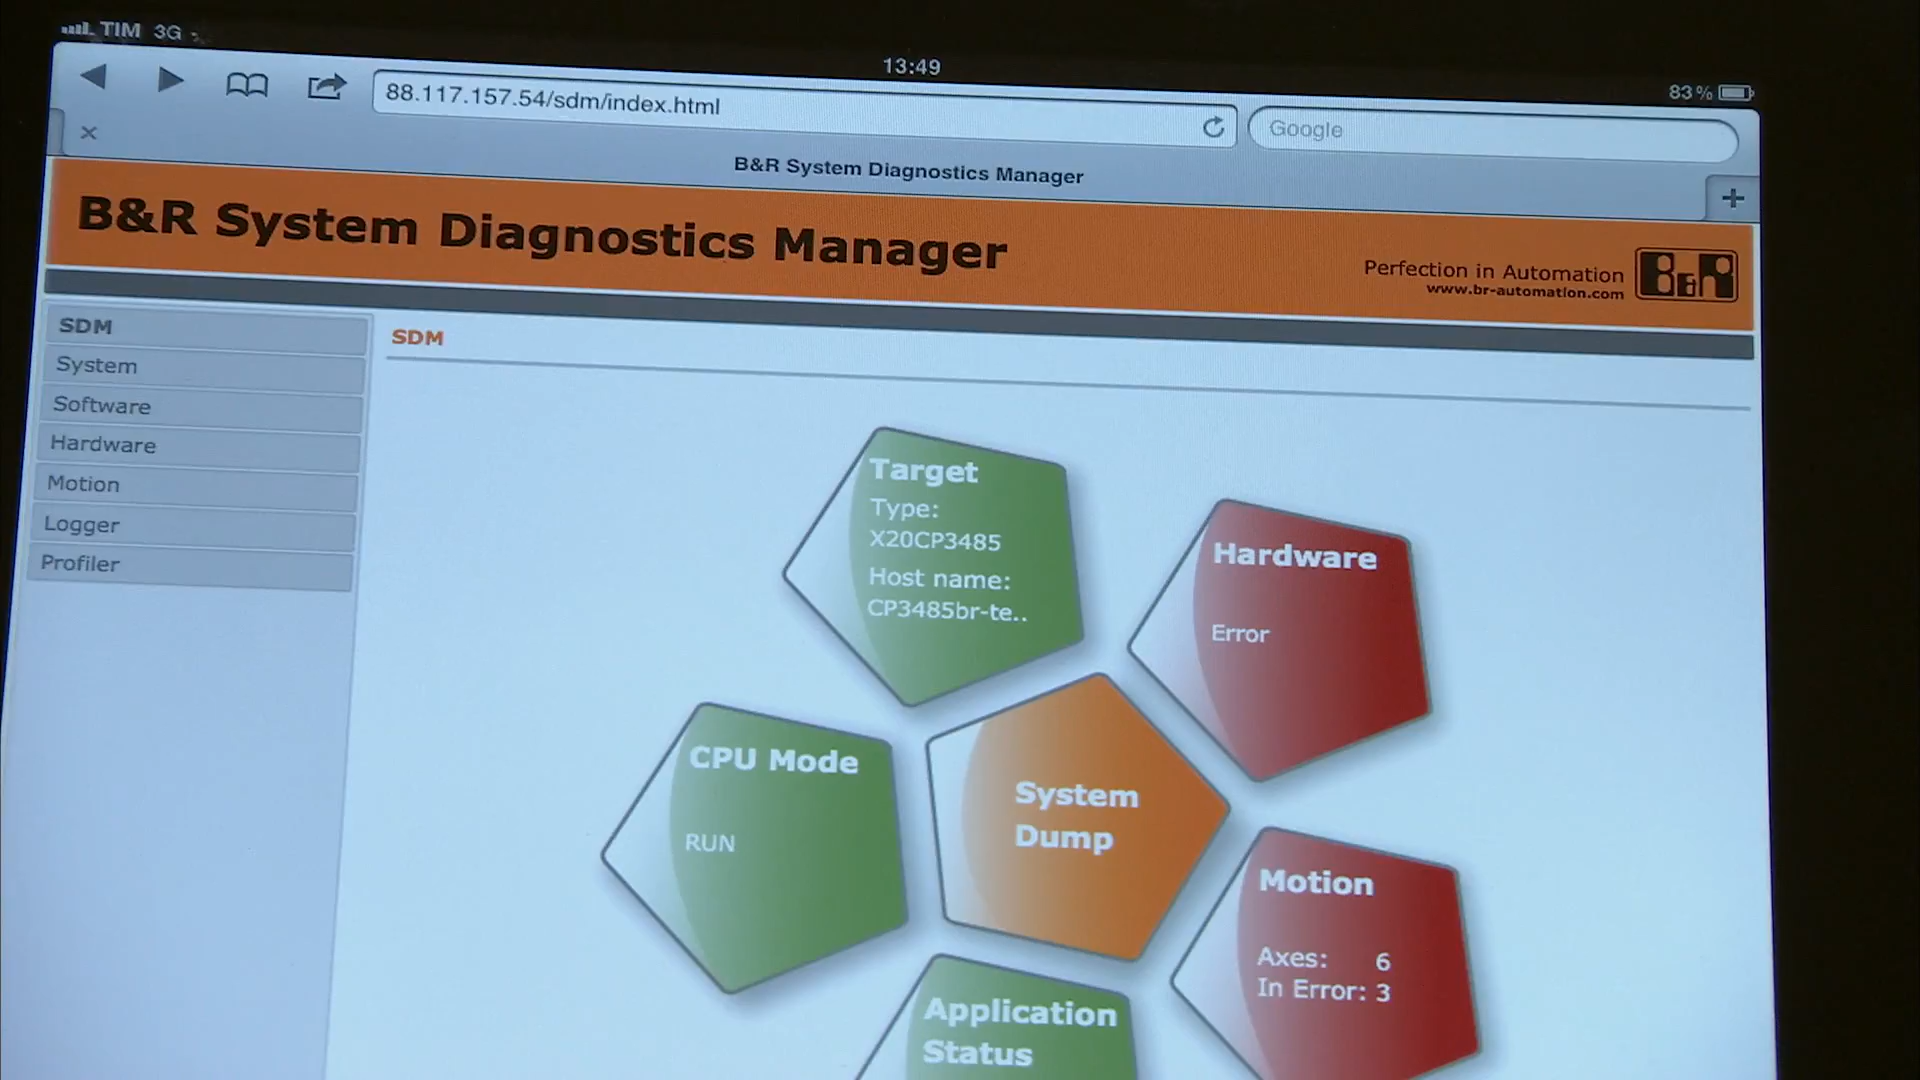 TIM 3G
13:49
83%
88.117.157.54/sdm/index.html
Google
B&R System Diagnostics Manager
B&R System Diagnostics Manager
Perfection in Automation
www.br-automation.com
B&R
SDM
System
Software
Hardware
Motion
Logger
Profiler
SDM
Target
Type:
X20CP3485
Host name:
CP3485br-te..
Hardware
Error
CPU Mode
RUN
System
Dump
Motion
Axes: 6
In Error: 3
Application
Status